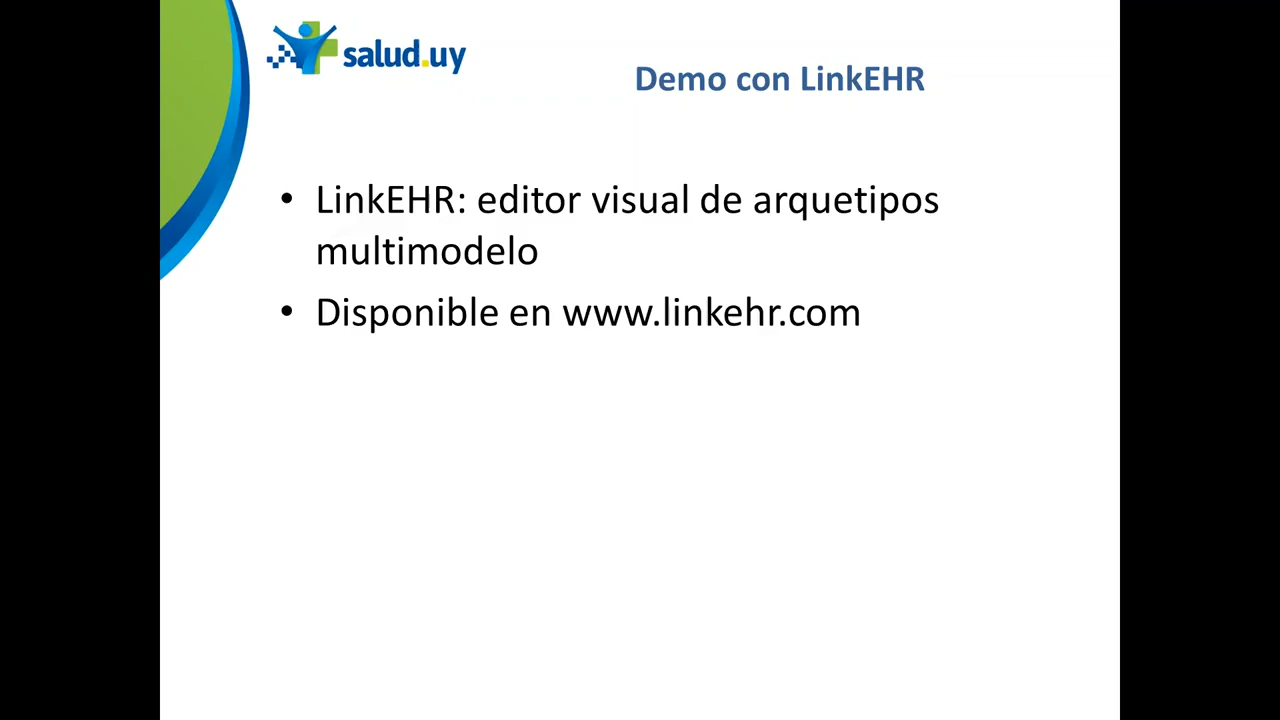 salud.uy
Demo con LinkEHR
• LinkEHR: editor visual de arquetipos
multimodelo
• Disponible en www.linkehr.com